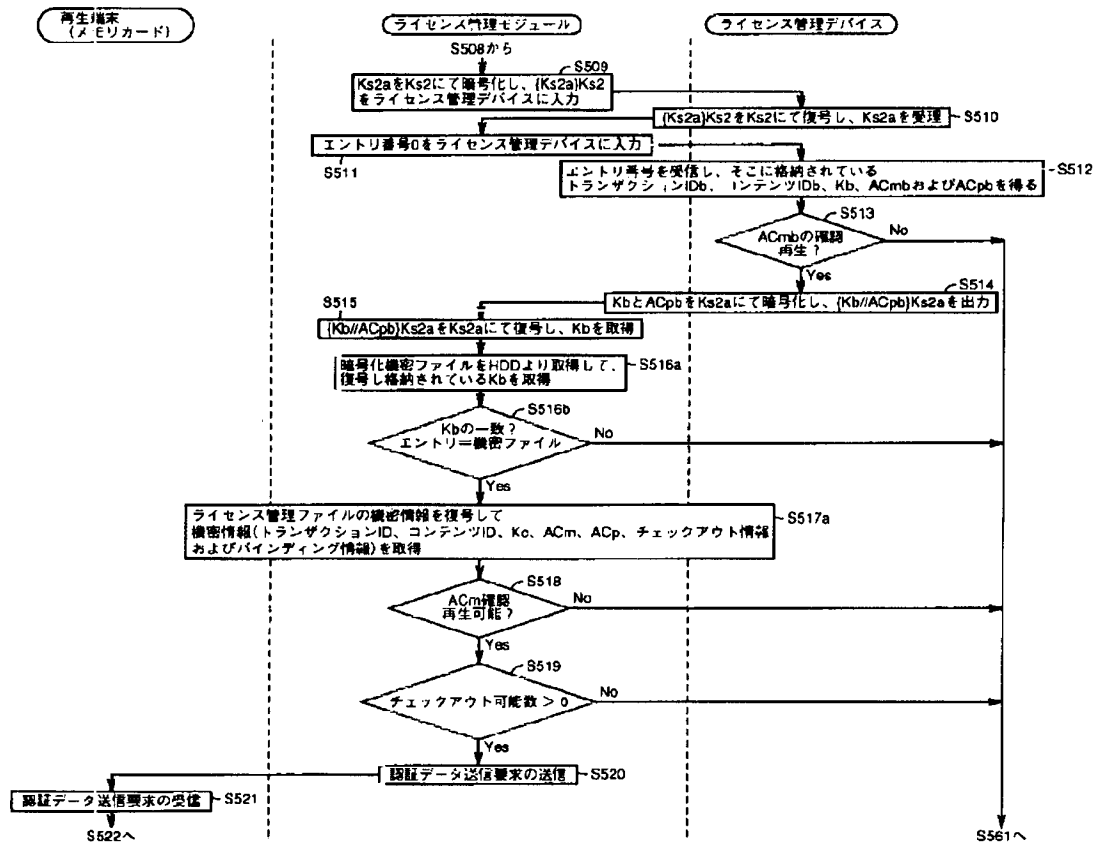 再生端末
(メモリカード)
ライセンス管理モジュール
ライセンス管理デバイス
S508から
S509
Ks2aをKs2にて暗号化し、{Ks2a}Ks2
をライセンス管理デバイスに入力
{Ks2a}Ks2をKs2にて復号し、Ks2aを受理
S510
エントリ番号0をライセンス管理デバイスに入力
S511
エントリ番号を受信し、そこに格納されている
トランザクションIDb、コンテンツIDb、Kb、ACmbおよびACpbを得る
S512
S513
ACmbの確認
再生?
No
Yes
S514
KbとACpbをKs2aにて暗号化し、{Kb//ACpb}Ks2aを出力
S515
{Kb//ACpb}Ks2aをKs2aにて復号し、Kbを取得
暗号化機密ファイルをHDDより取得して、
復号し格納されているKbを取得
S516a
S516b
Kbの一致?
エントリ=機密ファイル
No
Yes
ライセンス管理ファイルの機密情報を復号して
機密情報(トランザクションID、コンテンツID、Kc、ACm、ACp、チェックアウト情報
およびバインディング情報)を取得
S517a
S518
ACm確認
再生可能?
No
Yes
S519
チェックアウト可能数>0
No
Yes
認証データ送信要求の送信
S520
認証データ送信要求の受信
S521
S522へ
S561へ